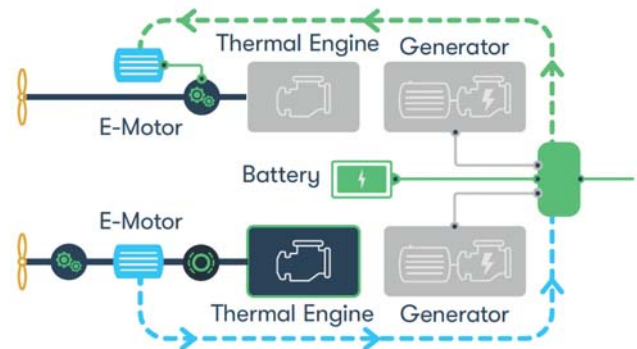 Thermal Engine
Generator
E-Motor
Battery
E-Motor
Thermal Engine
Generator